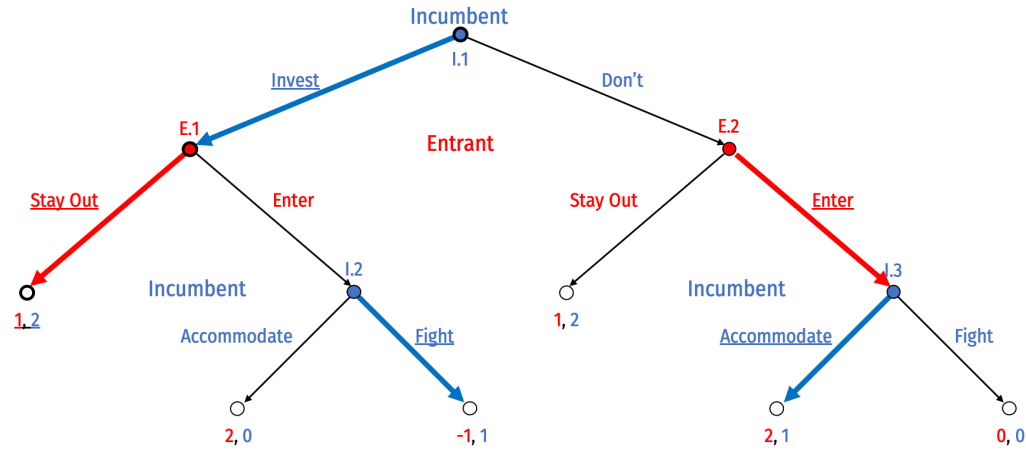 Incumbent
I.1
Invest
Don't
E.1
Entrant
E.2
Stay Out
Enter
Stay Out
Enter
Incumbent
I.2
Incumbent
I.3
Accommodate
Fight
Accommodate
Fight
1, 2
1, 2
2, 0
-1, 1
2, 1
0, 0